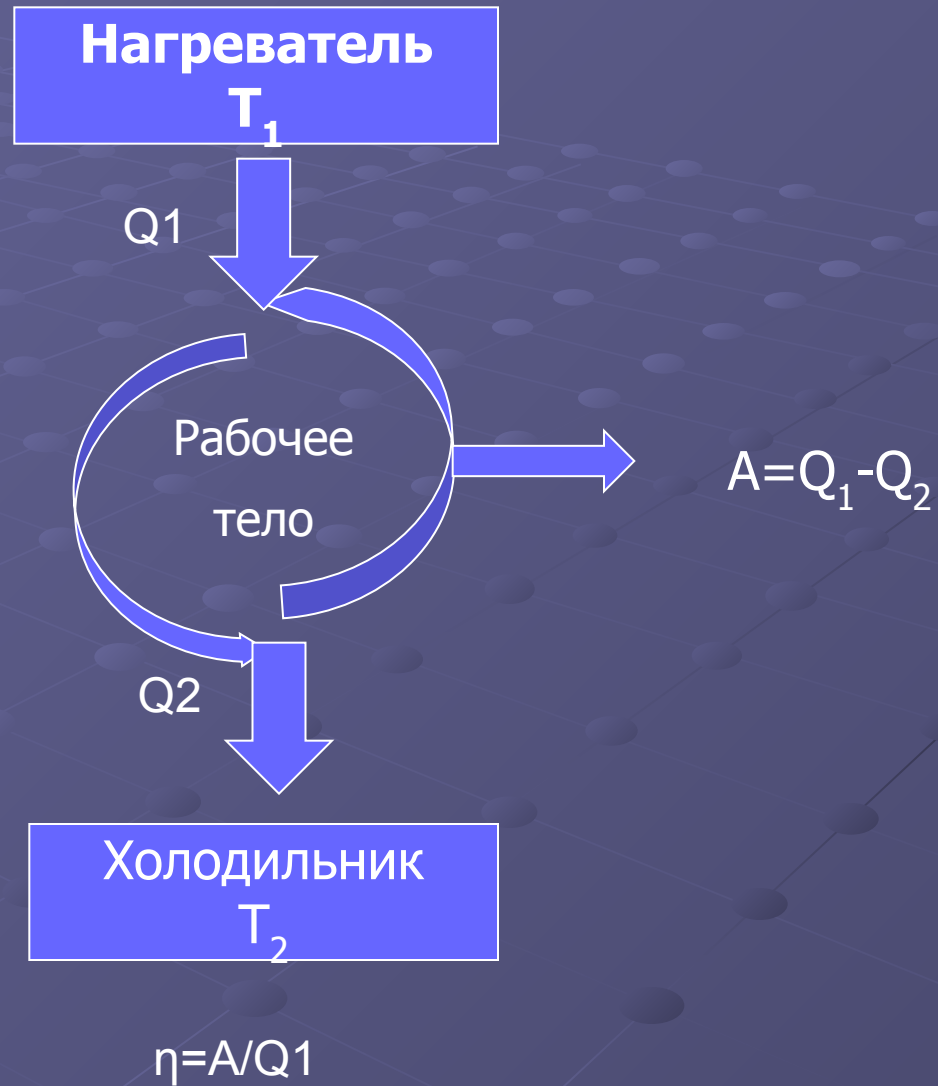 Нагреватель
T₁
Q1
Рабочее
тело
A=Q₁-Q₂
Q2
Холодильник
T₂
η=A/Q1